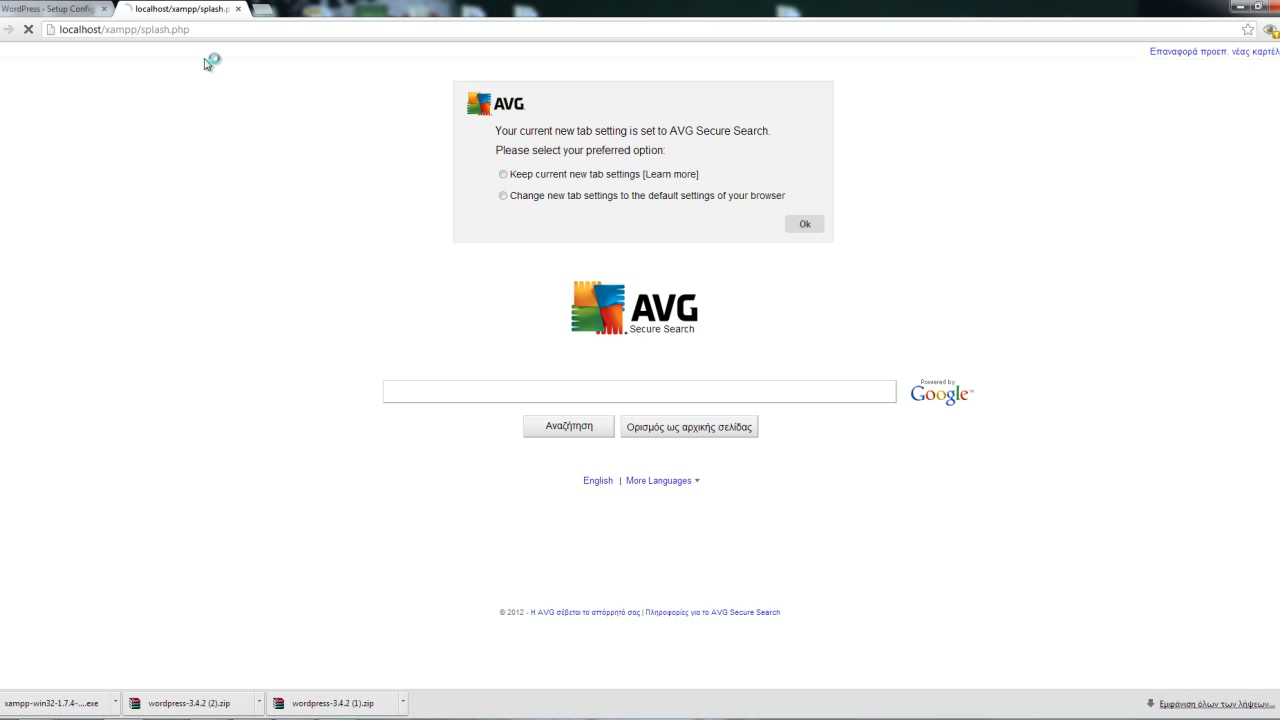 WordPress › Setup Config
localhost/xampp/splash.p
localhost/xampp/splash.php
Επαναφορά προεπ. νέας καρτέλ
AVG
Your current new tab setting is set to AVG Secure Search.
Please select your preferred option:
Keep current new tab settings [Learn more]
Change new tab settings to the default settings of your browser
Ok
AVG
Secure Search
Powered by
Google™
Αναζήτηση
Ορισμός ως αρχικής σελίδας
English | More Languages
© 2012 - Η AVG σέβεται το απόρρητό σας | Πληροφορίες για το AVG Secure Search
xampp-win32-1.7.4-....exe
wordpress-3.4.2 (2).zip
wordpress-3.4.2 (1).zip
Εμφάνιση όλων των λήψεων...